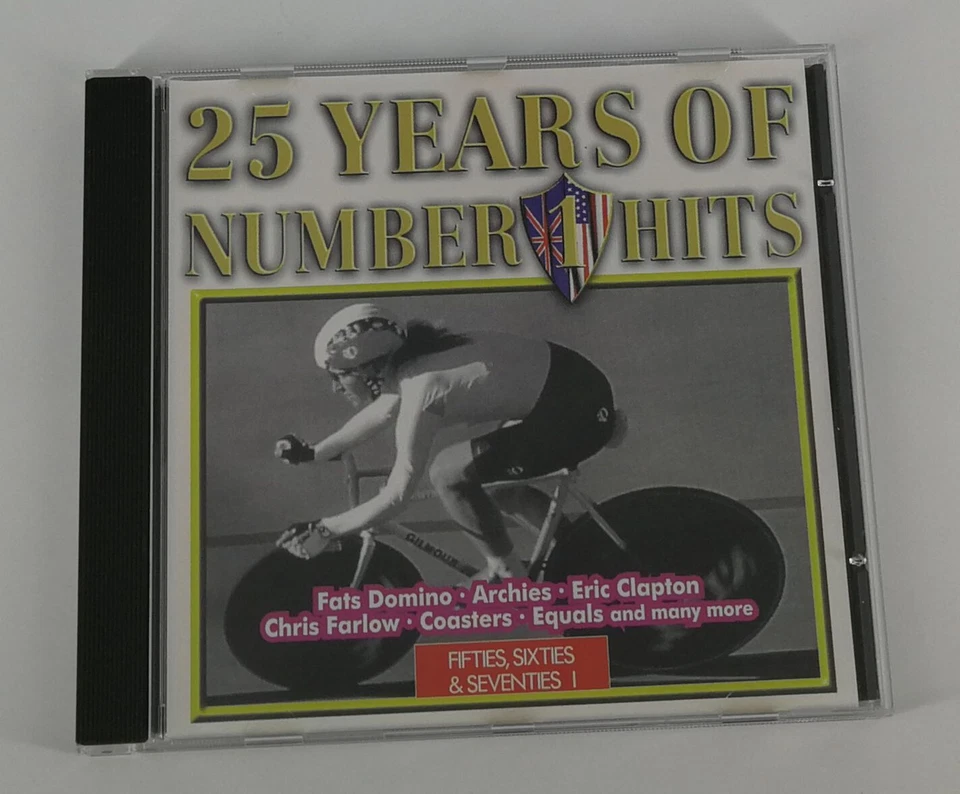 25 YEARS OF
NUMBER 1 HITS
GILMOUR
Fats Domino · Archies · Eric Clapton
Chris Farlow · Coasters · Equals and many more
FIFTIES, SIXTIES
& SEVENTIES I